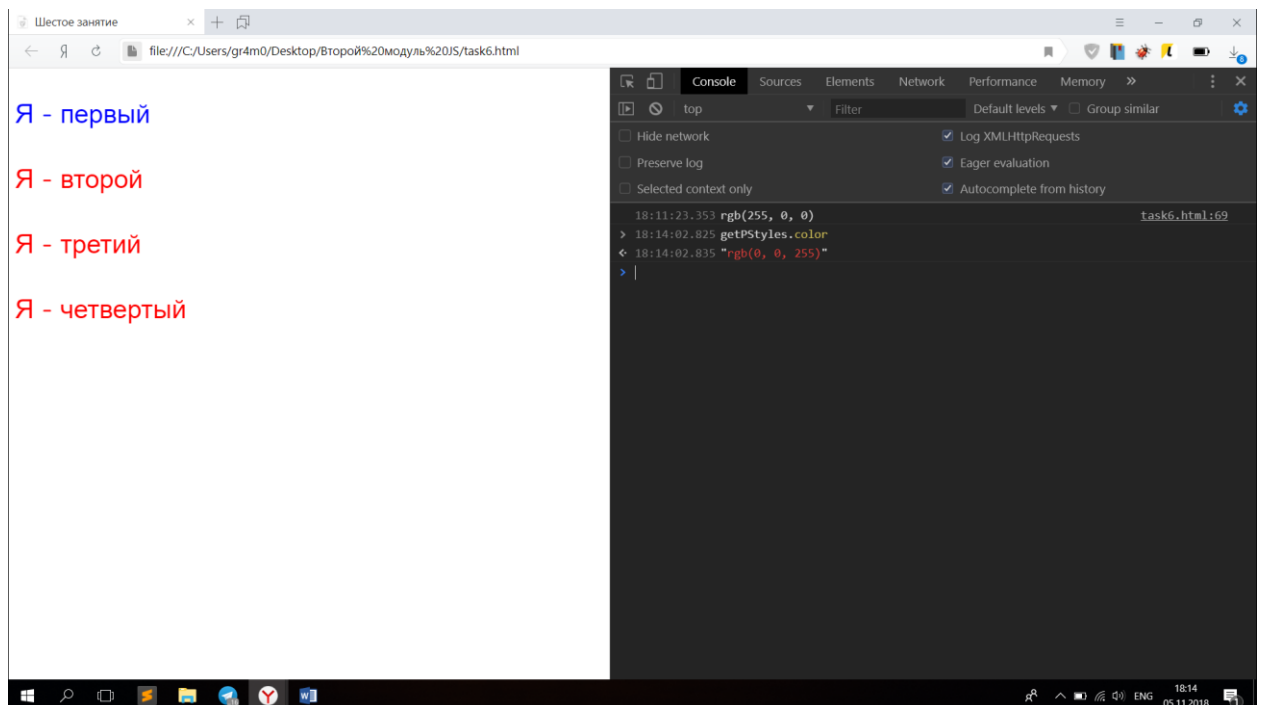 Шестое занятие
file:///C:/Users/gr4m0/Desktop/Второй%20модуль%20JS/task6.html
Console Sources Elements Network Performance Memory »
top Filter Default levels ▼ Group similar
Hide network Log XMLHttpRequests
Preserve log Eager evaluation
Selected context only Autocomplete from history
18:11:23.353 rgb(255, 0, 0) task6.html:69
> 18:14:02.825 getPStyles.color
18:14:02.835 "rgb(0, 0, 255)"
>
Я - первый
Я - второй
Я - третий
Я - четвертый
ENG 18:14
05.11.2018